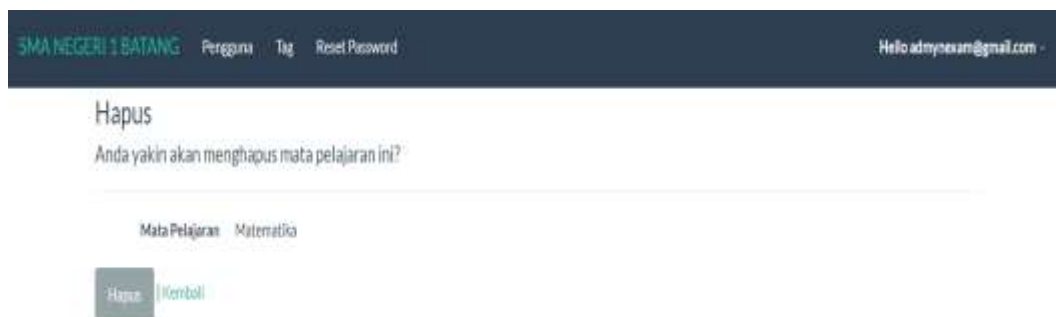 SMA NEGERI 1 BATANG Pengguna Tag Reset Password Hello admynexam@gmail.com
Hapus
Anda yakin akan menghapus mata pelajaran ini?
Mata Pelajaran Matematika
Hapus | Kembali